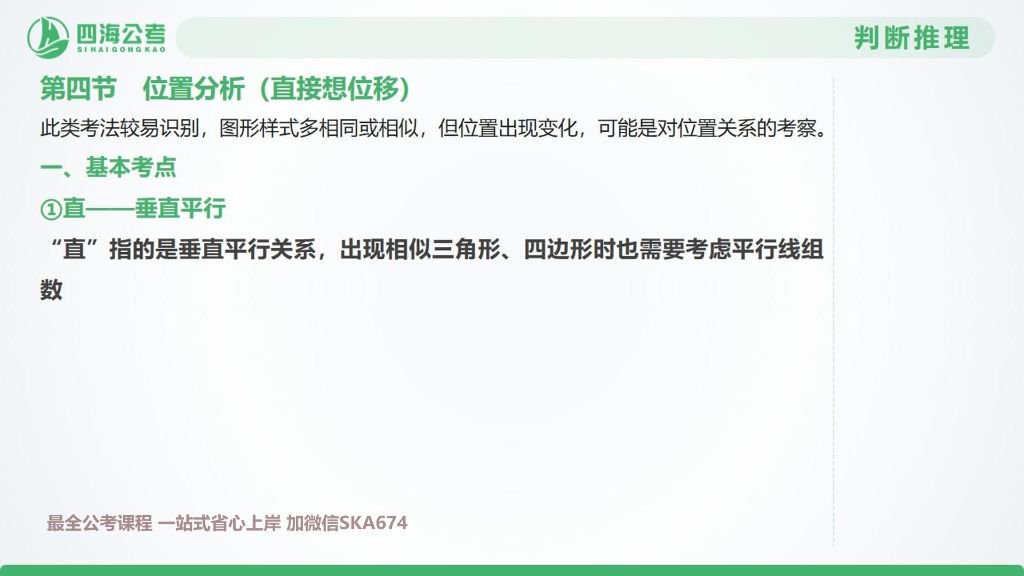 四海公考
SIHAIGONGKAO
判断推理
第四节 位置分析（直接想位移）
此类考法较易识别，图形样式多相同或相似，但位置出现变化，可能是对位置关系的考察。
一、基本考点
①直——垂直平行
“直”指的是垂直平行关系，出现相似三角形、四边形时也需要考虑平行线组
数
最全公考课程 一站式省心上岸 加微信SKA674